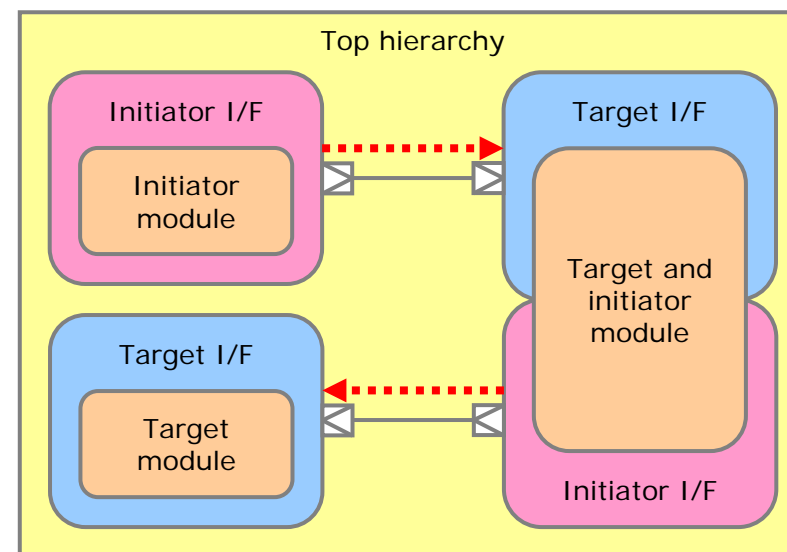 Top hierarchy
Initiator I/F
Initiator
module
Target I/F
Target and
initiator
module
Target I/F
Target
module
Initiator I/F